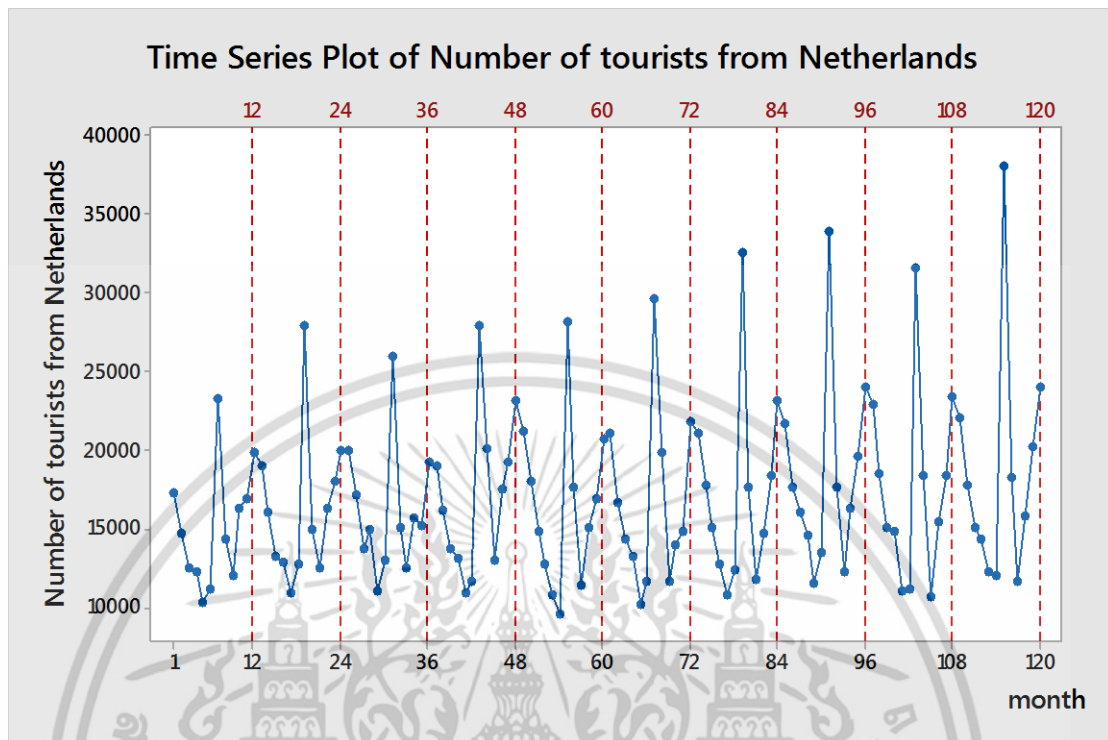 Time Series Plot of Number of tourists from Netherlands
12 24 36 48 60 72 84 96 108 120
40000
35000
30000
25000
20000
15000
10000
Number of tourists from Netherlands
1 12 24 36 48 60 72 84 96 108 120
month